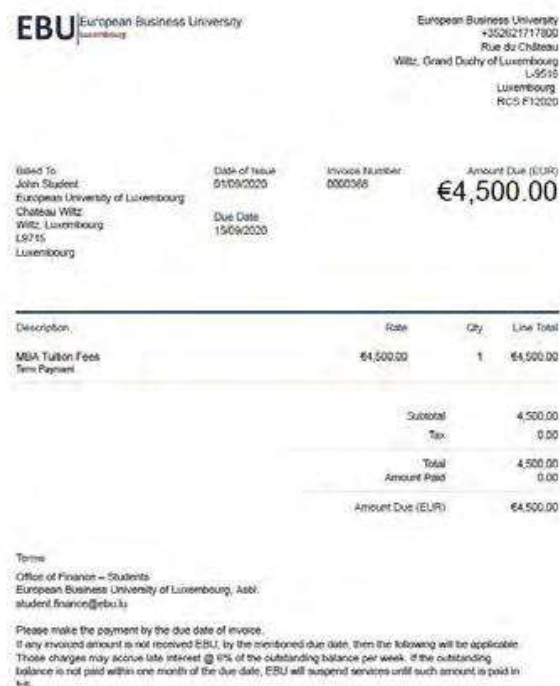 EBU European Business University
Luxembourg
European Business University
+352621717800
Rue du Château
Wiltz, Grand Duchy of Luxembourg
L-9516
Luxembourg
RCS F12020
Billed To
John Student
European University of Luxembourg
Chateau Wiltz
Wiltz, Luxembourg
L9715
Luxembourg
Date of Issue
01/09/2020
Due Date
15/09/2020
Invoice Number
0000368
Amount Due (EUR)
€4,500.00
Description Rate Qty Line Total
MBA Tuition Fees €4,500.00 1 €4,500.00
Term Payment
Subtotal 4,500.00
Tax 0.00
Total 4,500.00
Amount Paid 0.00
Amount Due (EUR) €4,500.00
Terms
Office of Finance – Students
European Business University of Luxembourg, Asbl.
student.finance@ebu.lu
Please make the payment by the due date of invoice.
If any invoiced amount is not received EBU, by the mentioned due date, then the following will be applicable
Those charges may accrue late interest @ 6% of the outstanding balance per week. If the outstanding
balance is not paid within one month of the due date, EBU will suspend services until such amount is paid in